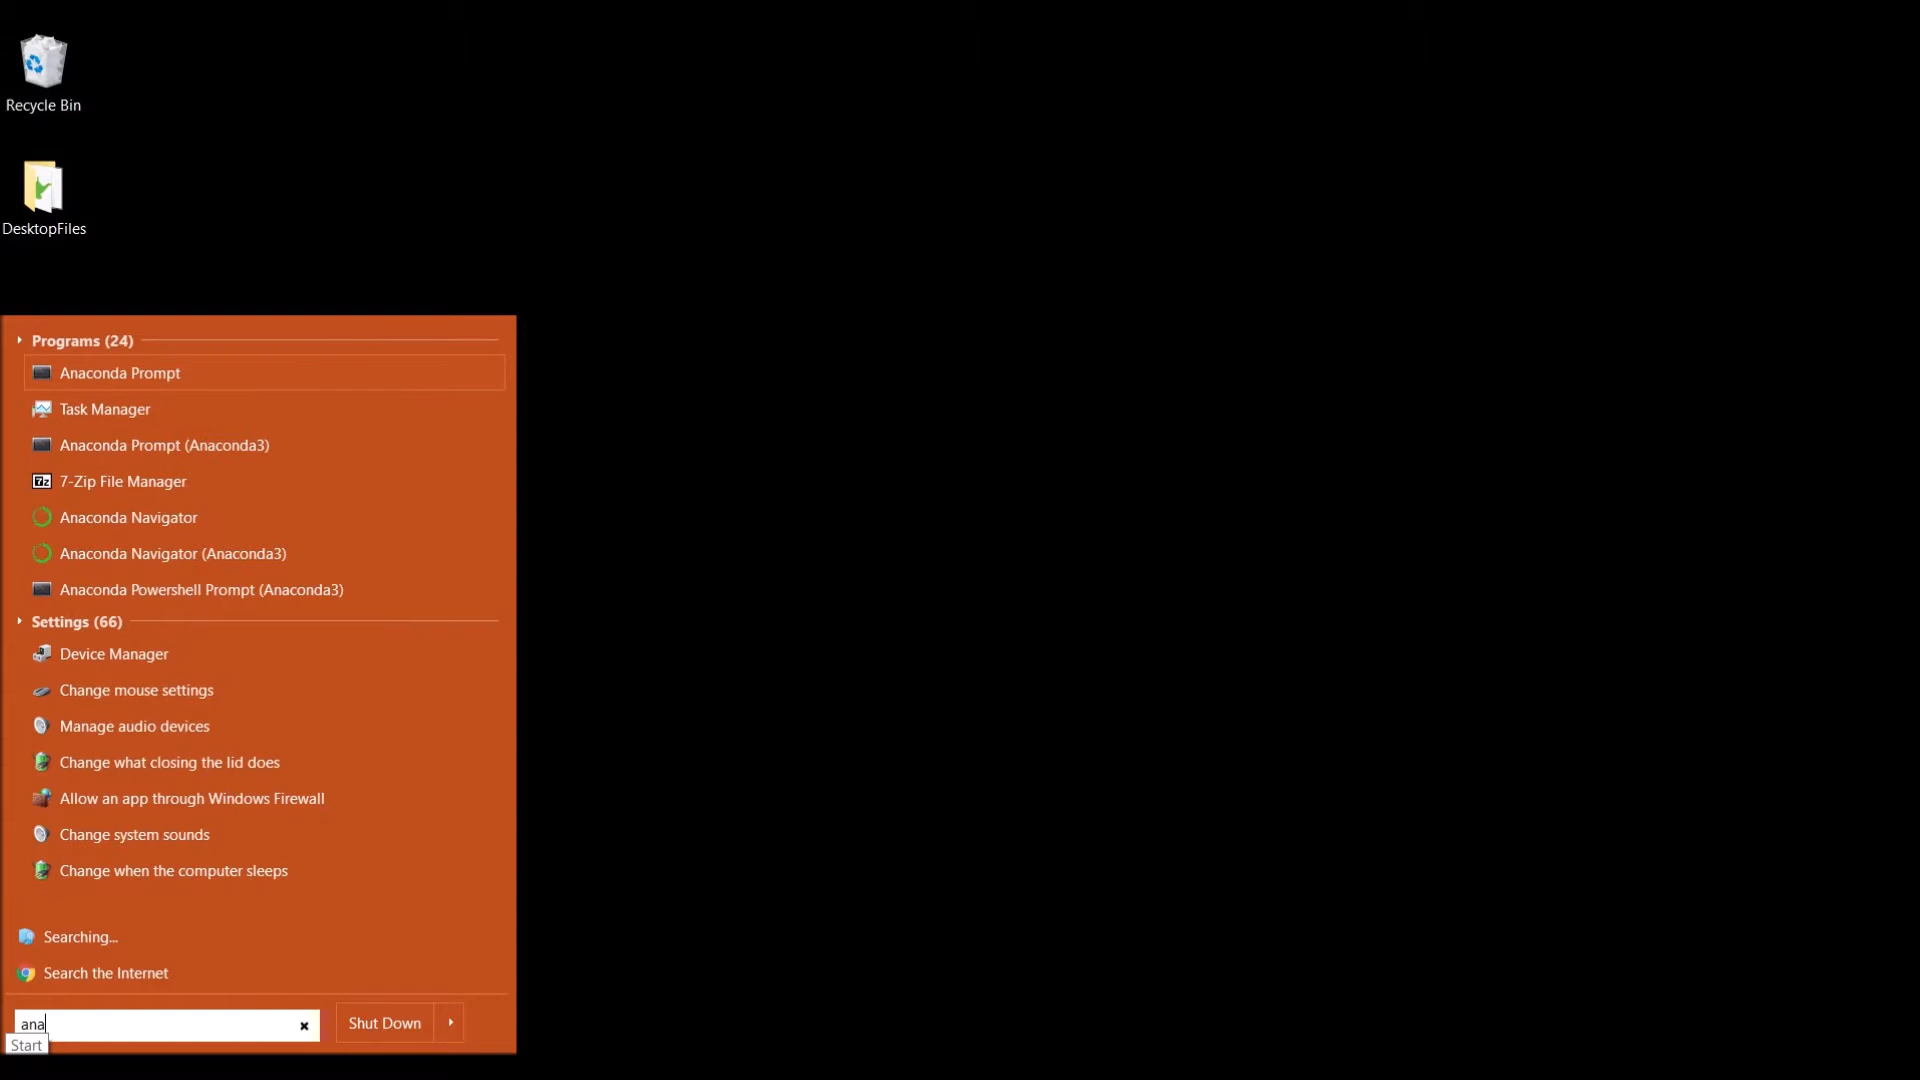 Recycle Bin
DesktopFiles
Programs (24)
Anaconda Prompt
Task Manager
Anaconda Prompt (Anaconda3)
7z 7-Zip File Manager
Anaconda Navigator
Anaconda Navigator (Anaconda3)
Anaconda Powershell Prompt (Anaconda3)
Settings (66)
Device Manager
Change mouse settings
Manage audio devices
Change what closing the lid does
Allow an app through Windows Firewall
Change system sounds
Change when the computer sleeps
Searching...
Search the Internet
ana
Shut Down
Start